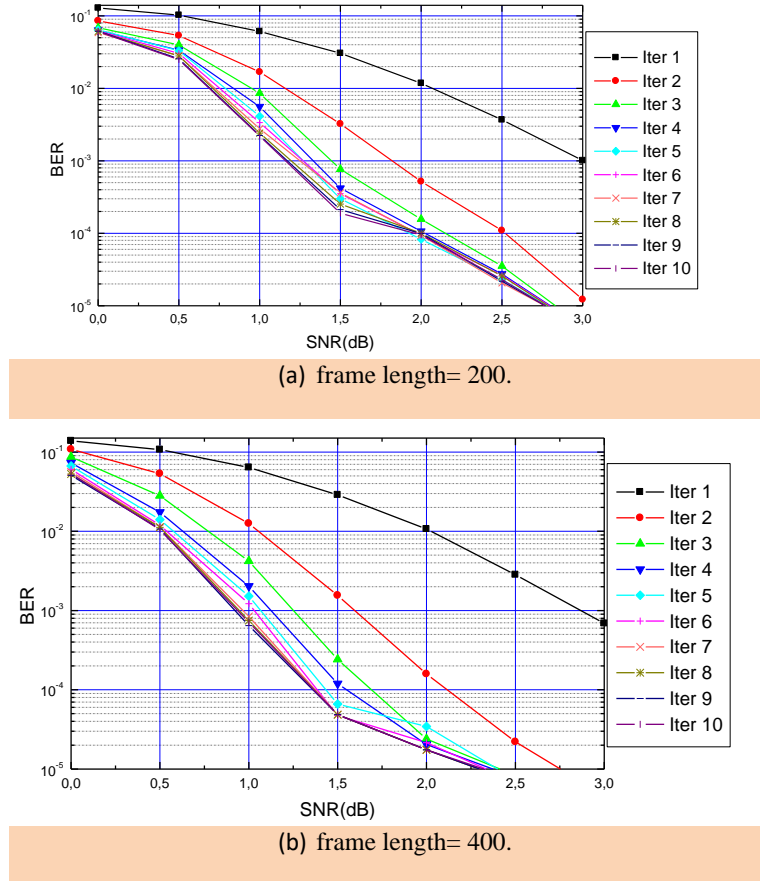 10^-1
10^-2
10^-3
10^-4
10^-5
BER
0,0 0,5 1,0 1,5 2,0 2,5 3,0
SNR(dB)
Iter 1
Iter 2
Iter 3
Iter 4
Iter 5
Iter 6
Iter 7
Iter 8
Iter 9
Iter 10
(a) frame length= 200.
10^-1
10^-2
10^-3
10^-4
10^-5
BER
0,0 0,5 1,0 1,5 2,0 2,5 3,0
SNR(dB)
Iter 1
Iter 2
Iter 3
Iter 4
Iter 5
Iter 6
Iter 7
Iter 8
Iter 9
Iter 10
(b) frame length= 400.